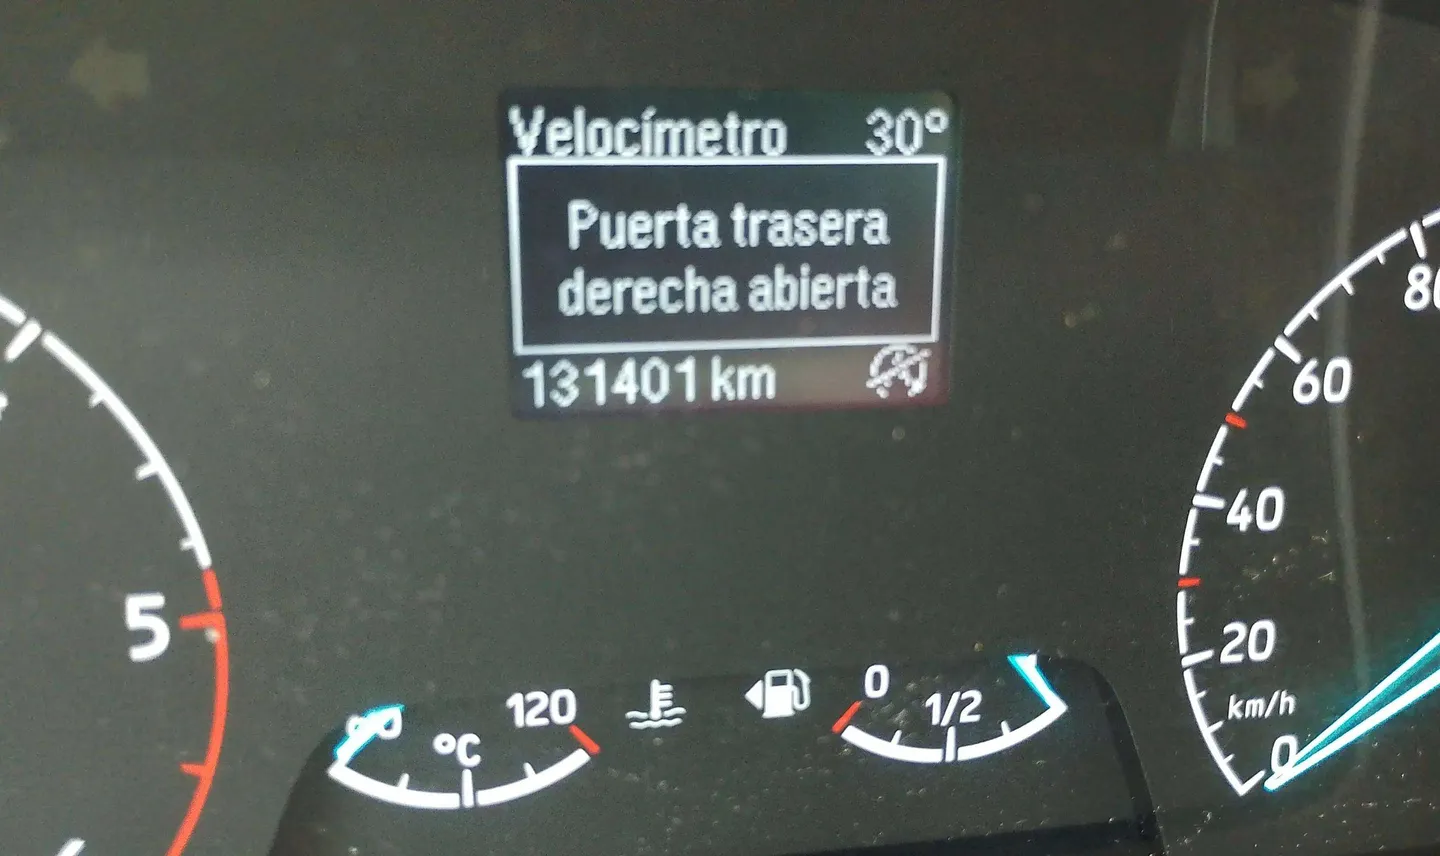 Velocímetro 30°
Puerta trasera
derecha abierta
131401 km
80
60
40
20
km/h
0
5
120
°C
0
1/2